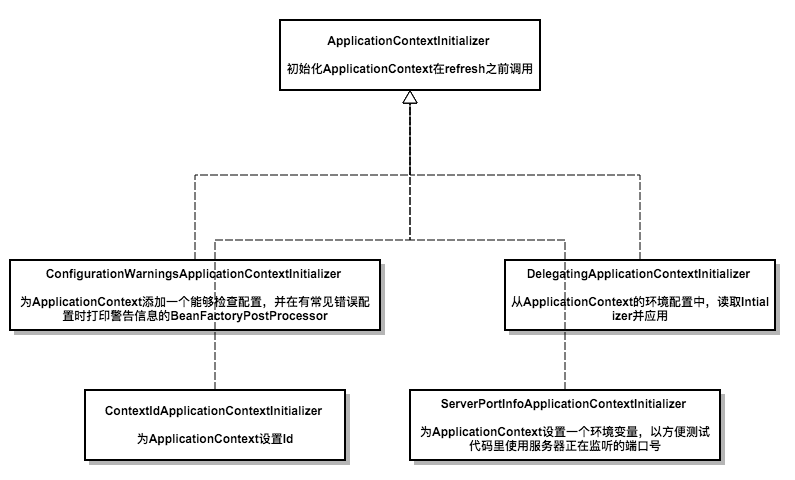 ApplicationContextInitializer
初始化ApplicationContext在refresh之前调用
ConfigurationWarningsApplicationContextInitializer
为ApplicationContext添加一个能够检查配置，并在有常见错误配
置时打印警告信息的BeanFactoryPostProcessor
DelegatingApplicationContextInitializer
从ApplicationContext的环境配置中，读取Intial
izer并应用
ContextIdApplicationContextInitializer
为ApplicationContext设置Id
ServerPortInfoApplicationContextInitializer
为ApplicationContext设置一个环境变量，以方便测试
代码里使用服务器正在监听的端口号